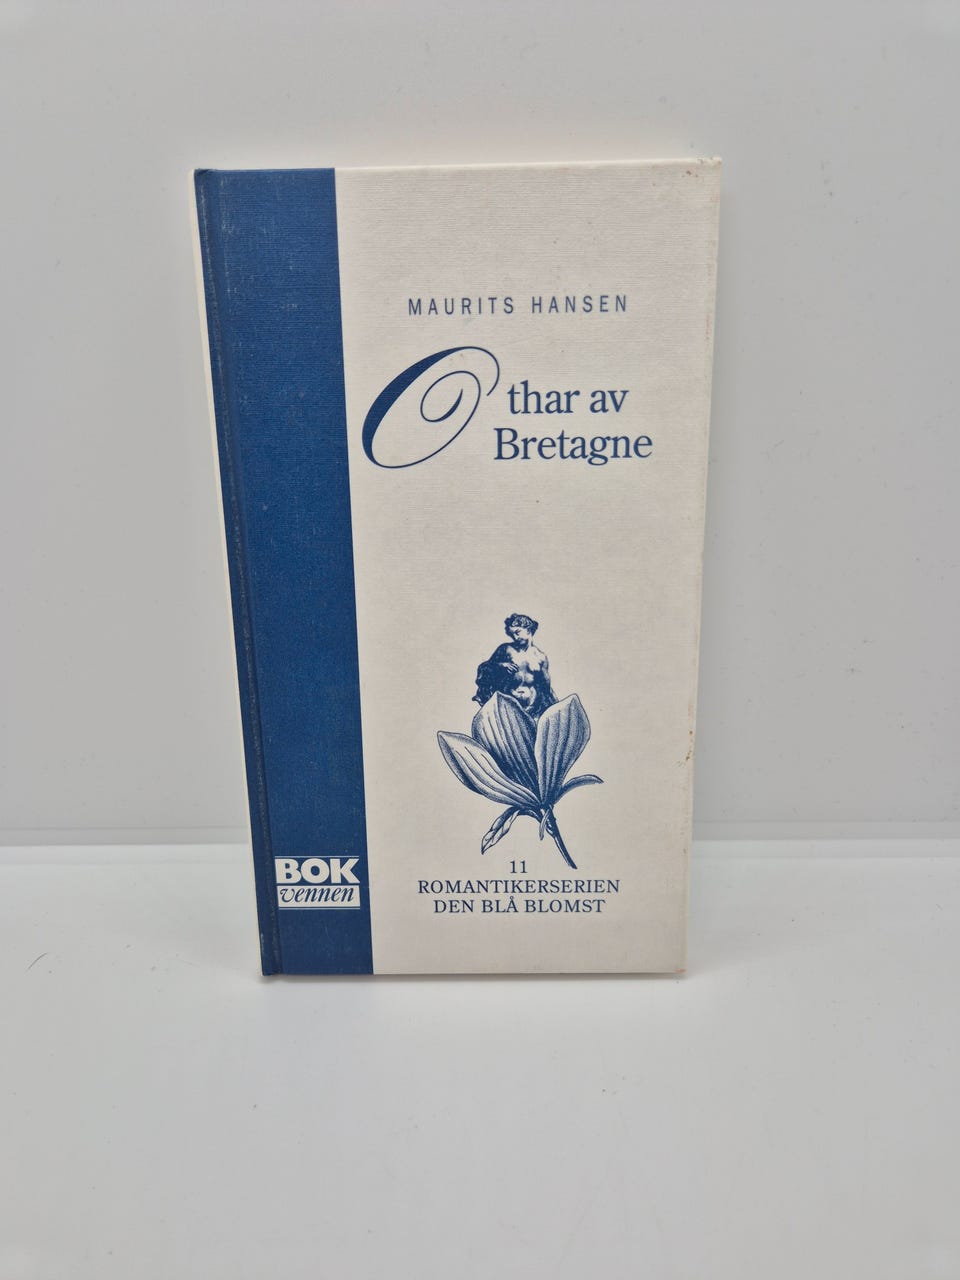 MAURITS HANSEN
Othar av
Bretagne
11
ROMANTIKERSERIEN
DEN BLÅ BLOMST
BOK
vennen